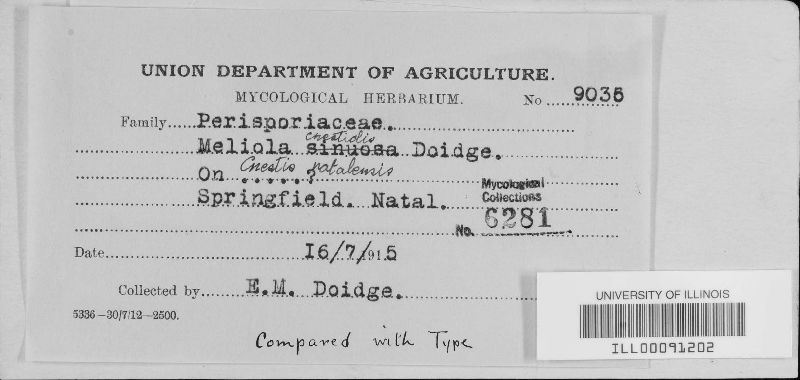 UNION DEPARTMENT OF AGRICULTURE.
MYCOLOGICAL HERBARIUM. No 9036
Family Perisporiaceae.
cnestidis
Meliola sinuosa Doidge.
On Cnestis natalensis
Springfield. Natal.
Mycological
Collections
No. 6281
Date I6/7/1915
Collected by E.M. Doidge.
5336—30/7/12—2500.
Compared with Type
UNIVERSITY OF ILLINOIS
ILL00091202